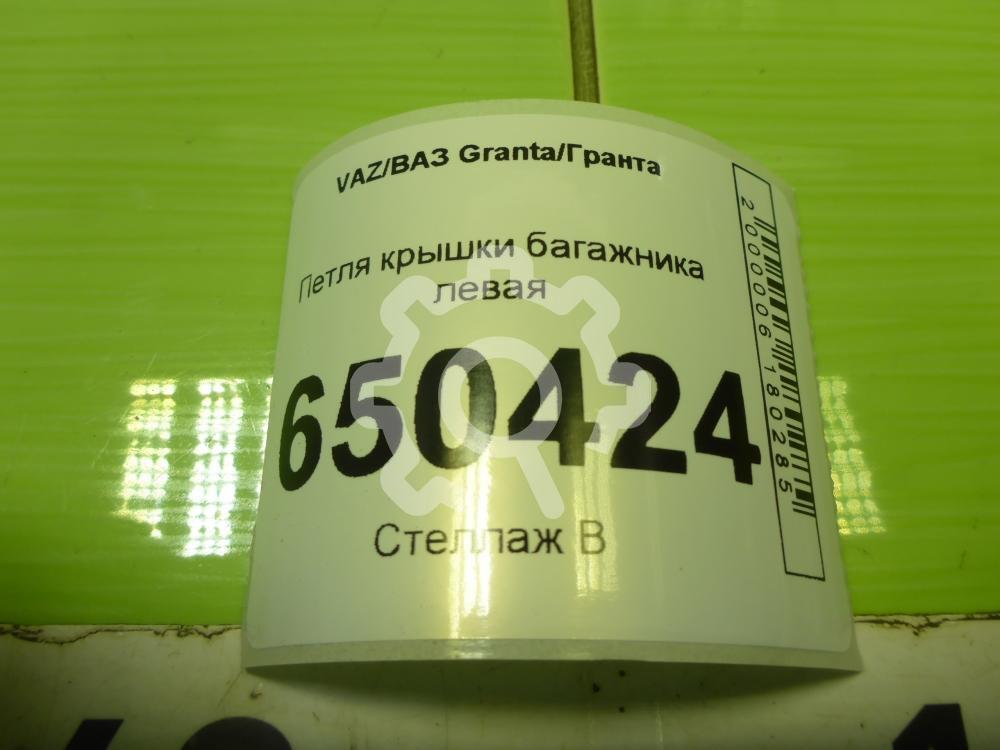 VAZ/ВАЗ Granta/Гранта
Петля крышки багажника
левая
650424
Стеллаж В
2000006180285